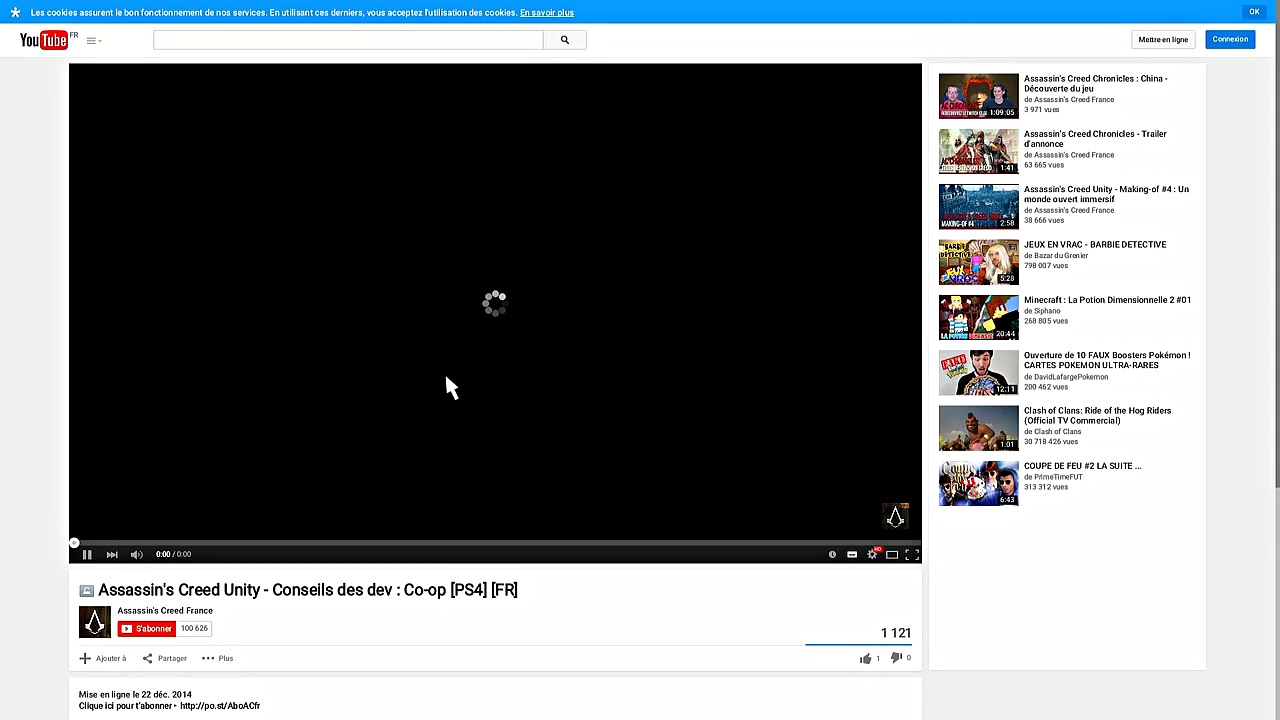 Les cookies assurent le bon fonctionnement de nos services. En utilisant ces derniers, vous acceptez l'utilisation des cookies. En savoir plus
OK
YouTube FR
Mettre en ligne
Connexion
Assassin's Creed Chronicles : China -
Découverte du jeu
de Assassin's Creed France
3 971 vues
1:09:05
Assassin's Creed Chronicles - Trailer
d'annonce
de Assassin's Creed France
63 665 vues
1:41
Assassin's Creed Unity - Making-of #4 : Un
monde ouvert immersif
de Assassin's Creed France
38 666 vues
MAKING-OF #4
2:58
JEUX EN VRAC - BARBIE DETECTIVE
de Bazar du Grenier
798 007 vues
5:28
Minecraft : La Potion Dimensionnelle 2 #01
de Siphano
268 805 vues
20:44
Ouverture de 10 FAUX Boosters Pokémon !
CARTES POKEMON ULTRA-RARES
de DavidLafargePokemon
200 462 vues
12:11
Clash of Clans: Ride of the Hog Riders
(Official TV Commercial)
de Clash of Clans
30 718 426 vues
1:01
COUPE DE FEU #2 LA SUITE ...
de PrimeTimeFUT
313 312 vues
6:43
0:00 / 0:00
HD
Assassin's Creed Unity - Conseils des dev : Co-op [PS4] [FR]
Assassin's Creed France
S'abonner 100 626
1 121
Ajouter à Partager Plus
1 0
Mise en ligne le 22 déc. 2014
Clique ici pour t'abonner ‣ http://po.st/AboACfr